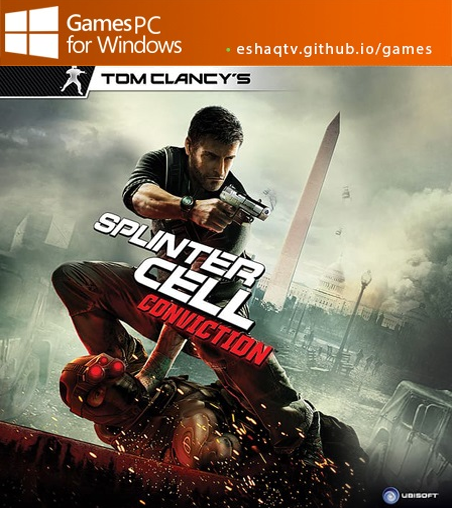 Games PC
for Windows
• eshaqtv.github.io/games
TOM CLANCY'S
SPLINTER
CELL
CONVICTION
UBISOFT